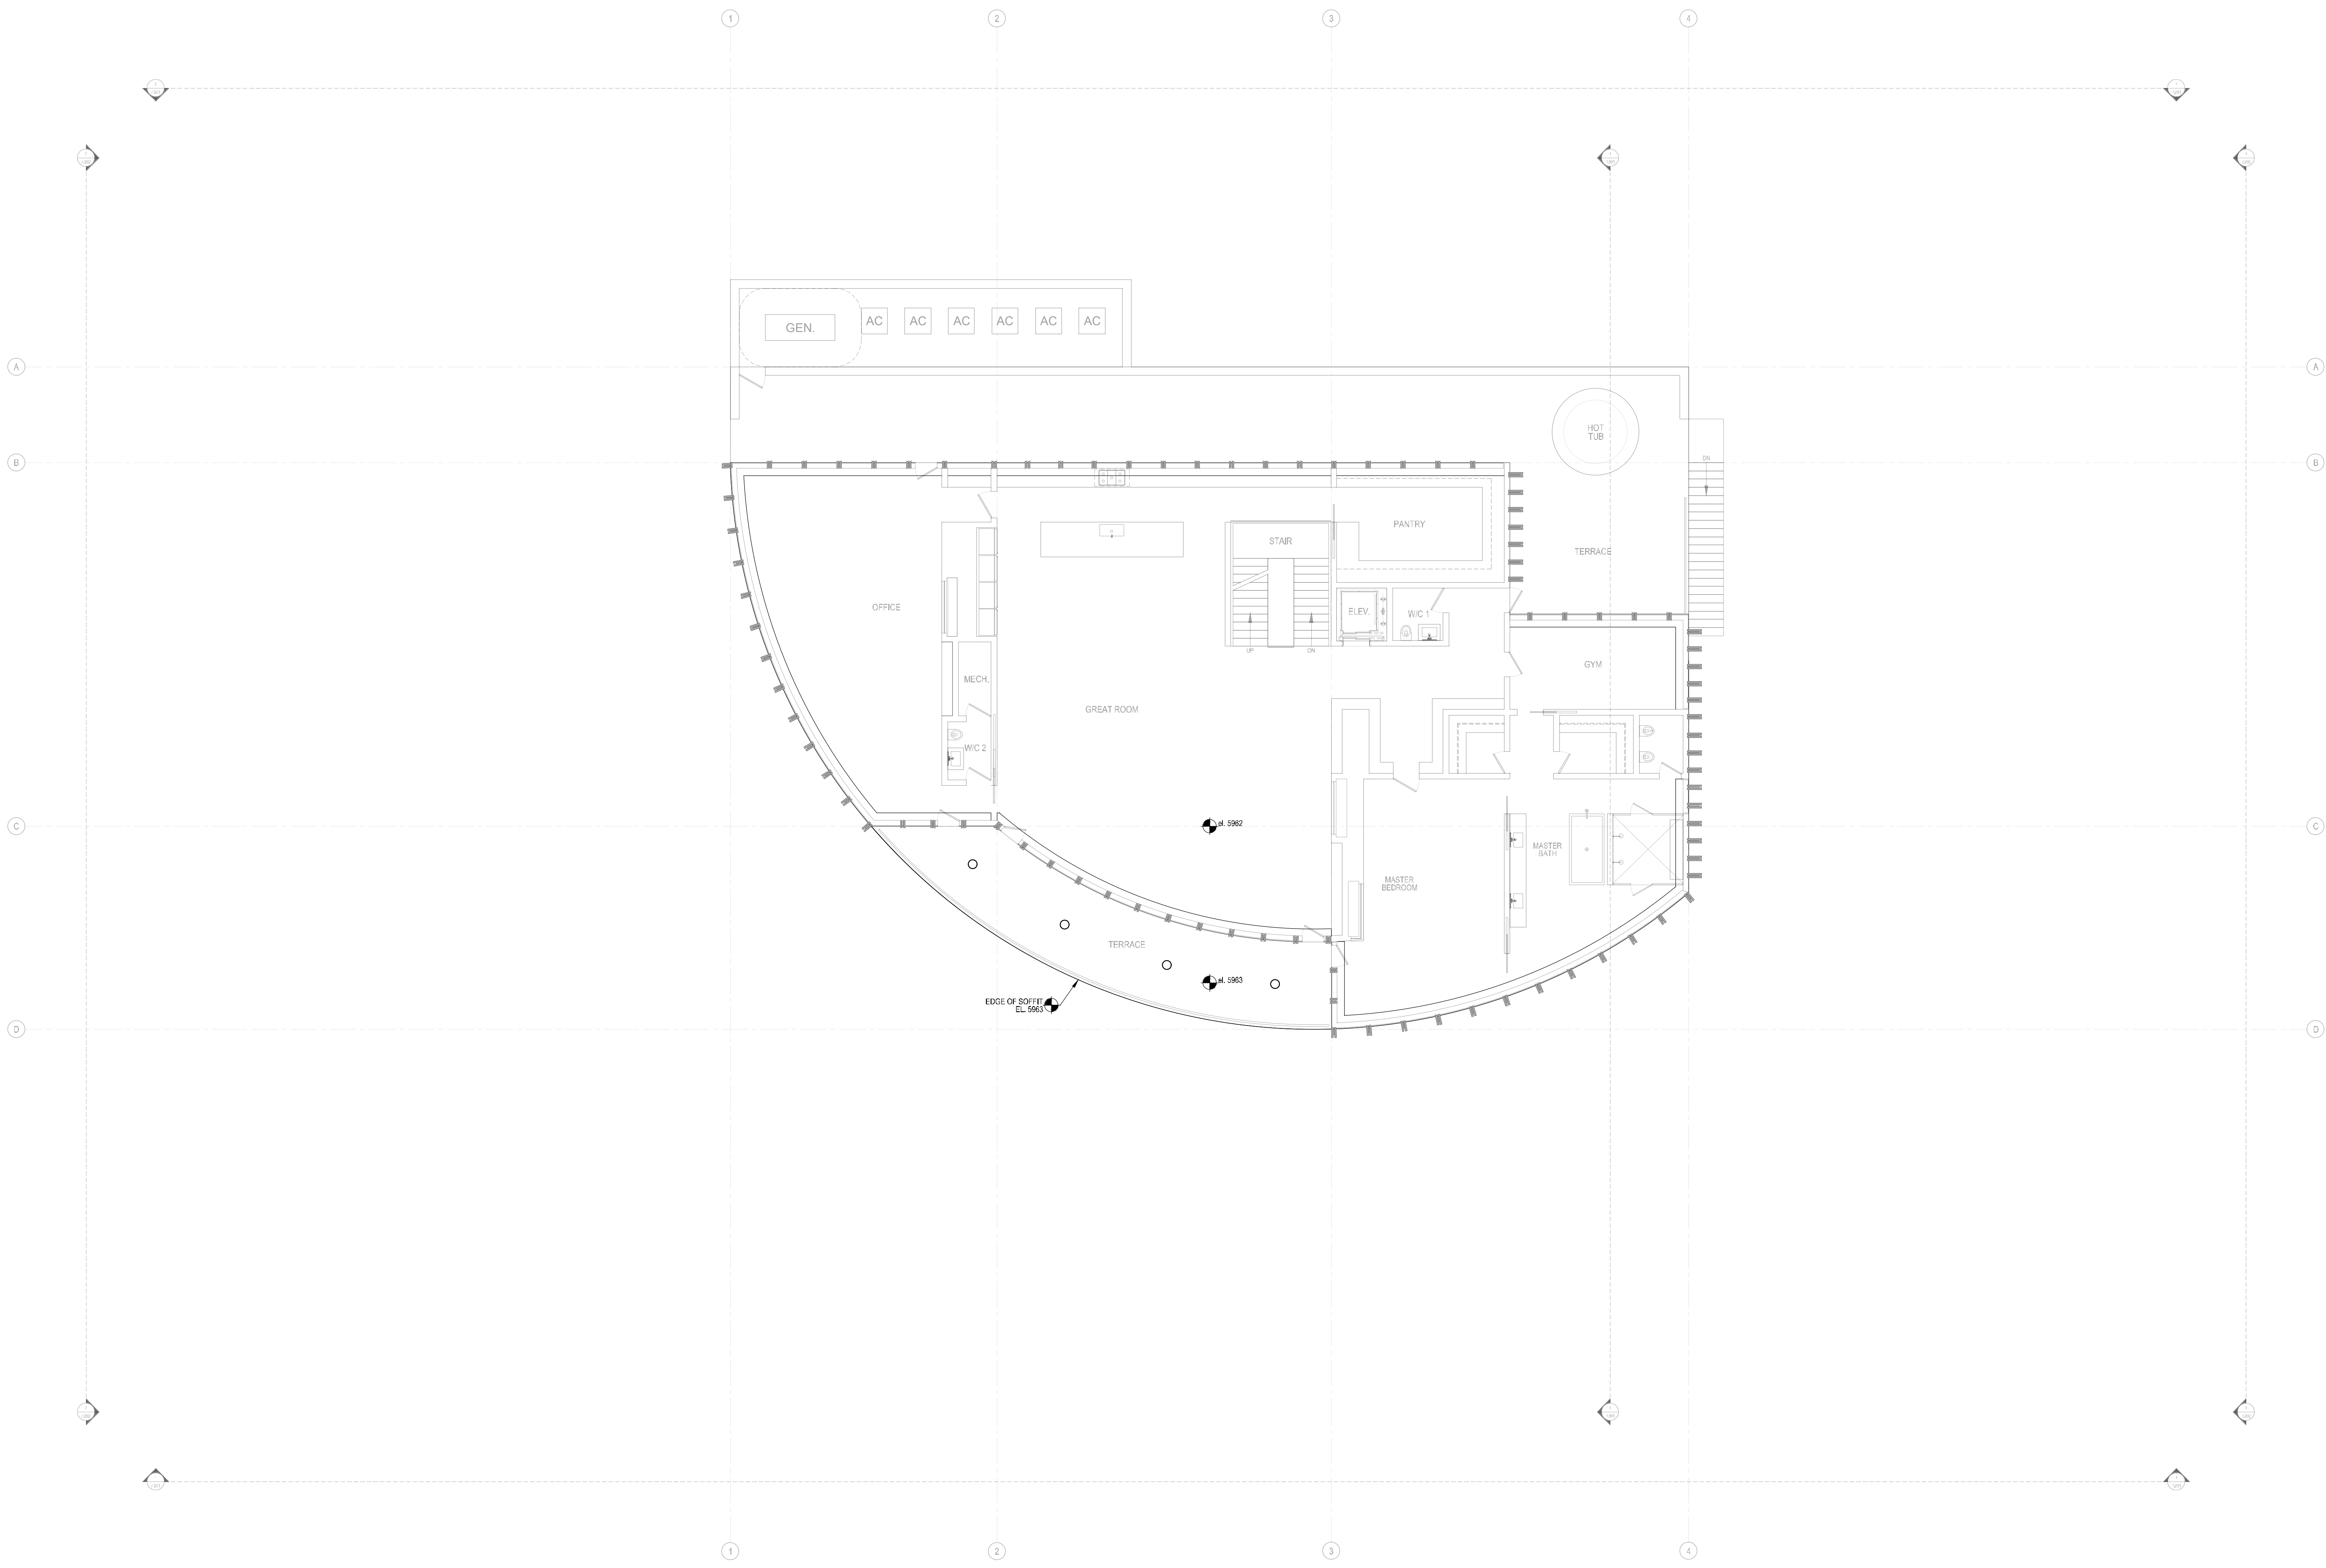 1 2 3 4
GEN. AC AC AC AC AC AC
A A
HOT
TUB
B B
DN
STAIR
PANTRY
TERRACE
OFFICE
ELEV.
W/C 1
UP DN
GYM
MECH.
GREAT ROOM
W/C 2
C el. 5962 C
MASTER
BATH
MASTER
BEDROOM
TERRACE
el. 5963
EDGE OF SOFFIT
EL. 5963
D D
1 2 3 4